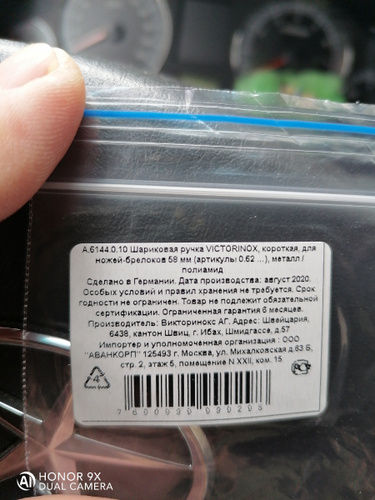 A.6144.0.10 Шариковая ручка VICTORINOX, короткая, для
ножей-брелоков 58 мм (артикулы 0.62 ...), металл /
полиамид
Сделано в Германии. Дата производства: август 2020.
Особых условий и правил хранения не требуется. Срок
годности не ограничен. Товар не подлежит обязательной
сертификации. Ограниченная гарантия 6 месяцев.
Производитель: Викторинокс АГ. Адрес: Швейцария,
6438, кантон Швиц, г. Ибах, Шмидгассе, д.57
Импортер и уполномоченная организация : ООО
"АВАНКОРП" 125493 г. Москва, ул. Михалковская д.63 Б,
стр. 2, этаж 6, помещение N XXII, ком. 15
4
AI
HONOR 9X
DUAL CAMERA